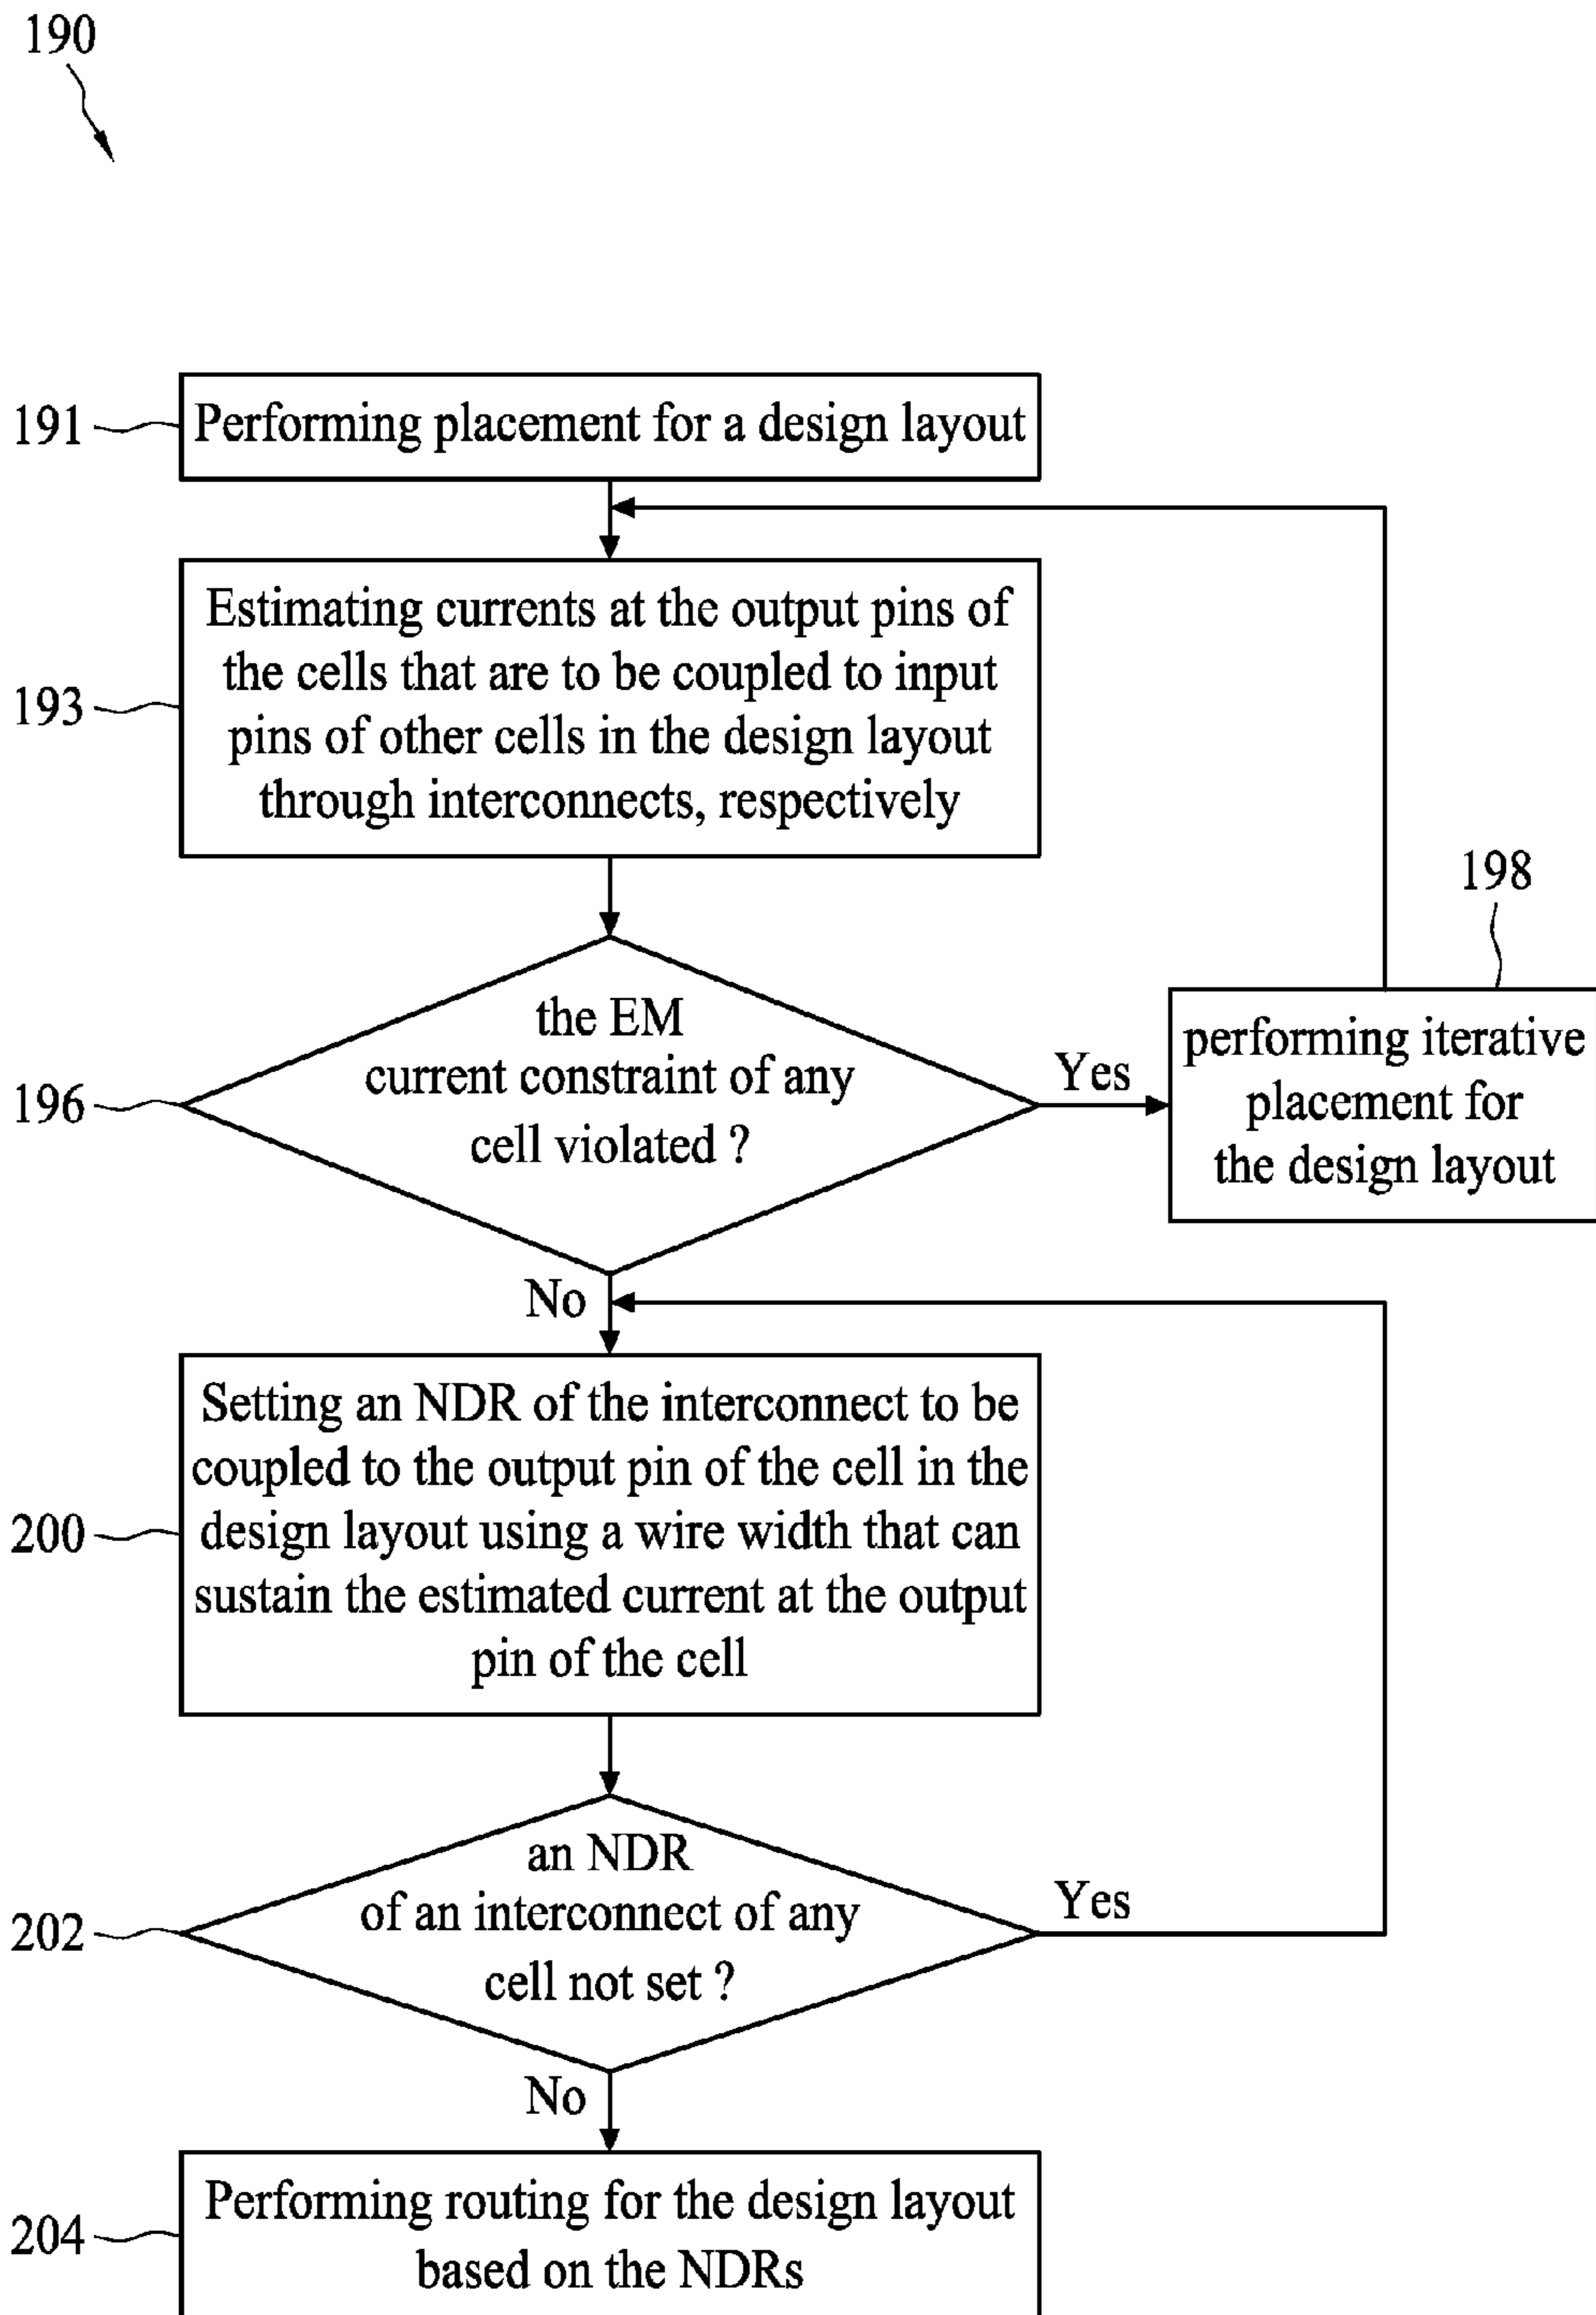 190
191
Performing placement for a design layout
193
Estimating currents at the output pins of
the cells that are to be coupled to input
pins of other cells in the design layout
through interconnects, respectively
196
the EM
current constraint of any
cell violated ?
Yes
198
performing iterative
placement for
the design layout
No
200
Setting an NDR of the interconnect to be
coupled to the output pin of the cell in the
design layout using a wire width that can
sustain the estimated current at the output
pin of the cell
202
an NDR
of an interconnect of any
cell not set ?
Yes
No
204
Performing routing for the design layout
based on the NDRs